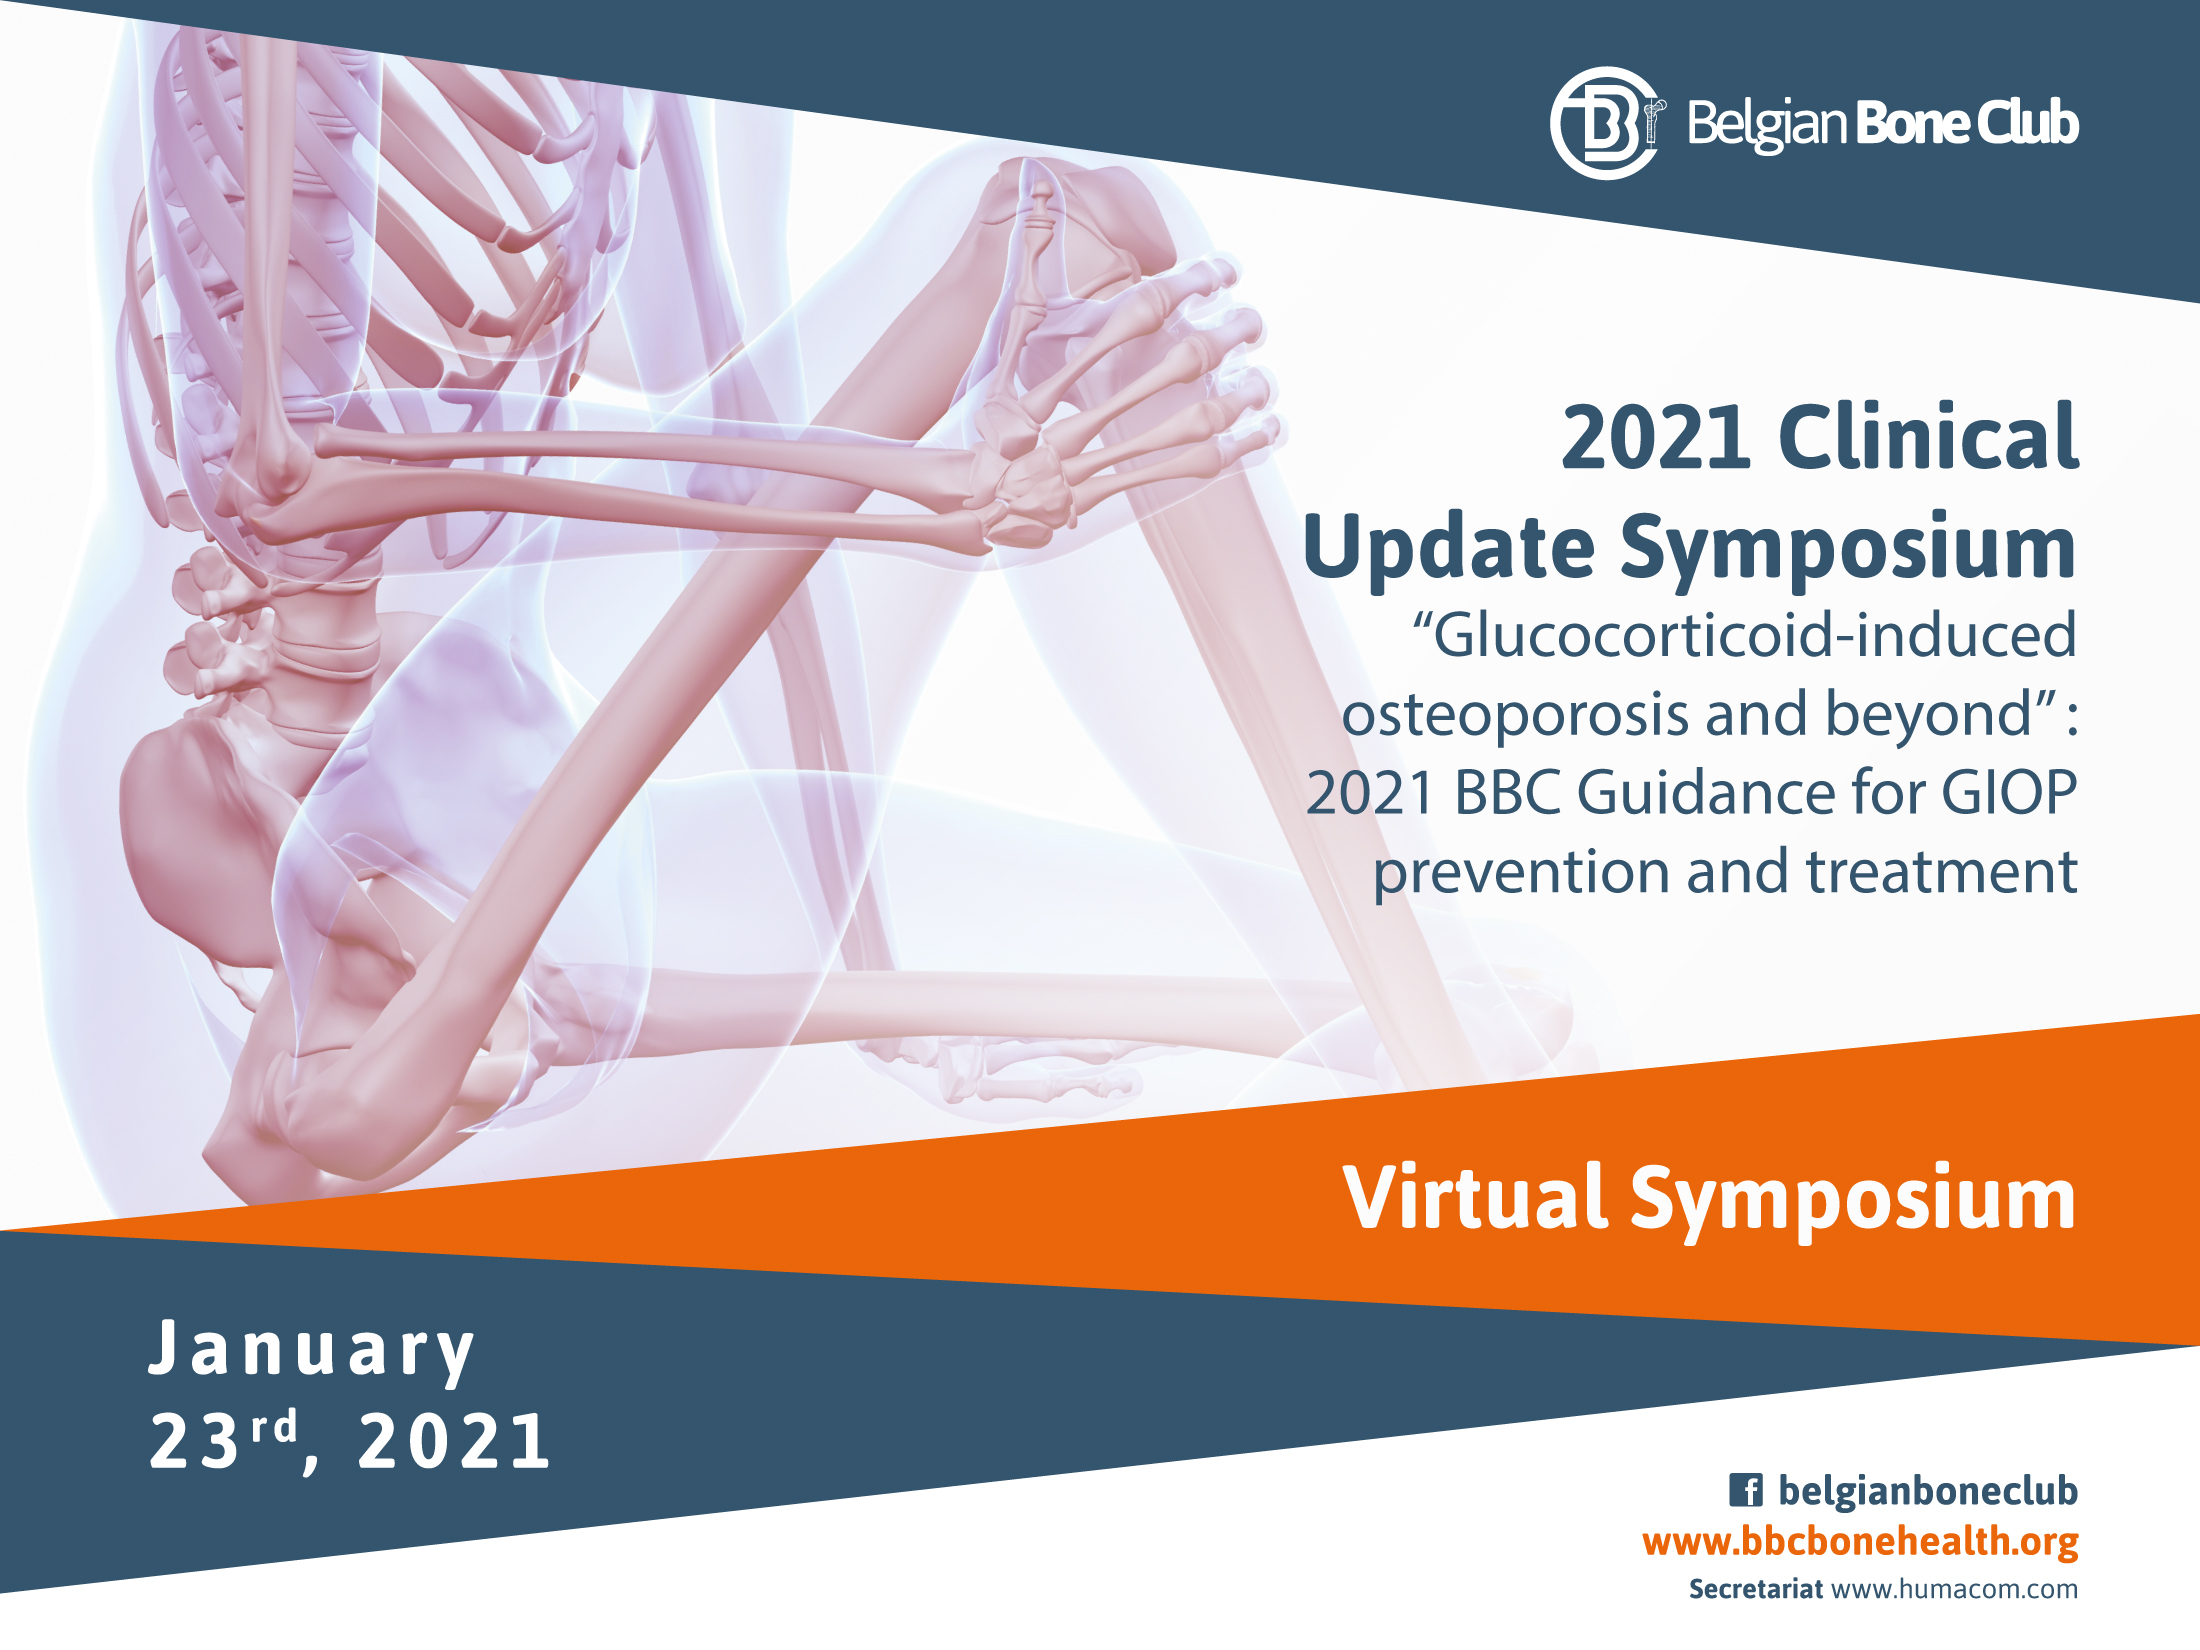 Belgian Bone Club
2021 Clinical
Update Symposium
“Glucocorticoid-induced
osteoporosis and beyond” :
2021 BBC Guidance for GIOP
prevention and treatment
Virtual Symposium
January
23rd, 2021
belgianboneclub
www.bbcbonehealth.org
Secretariat www.humacom.com